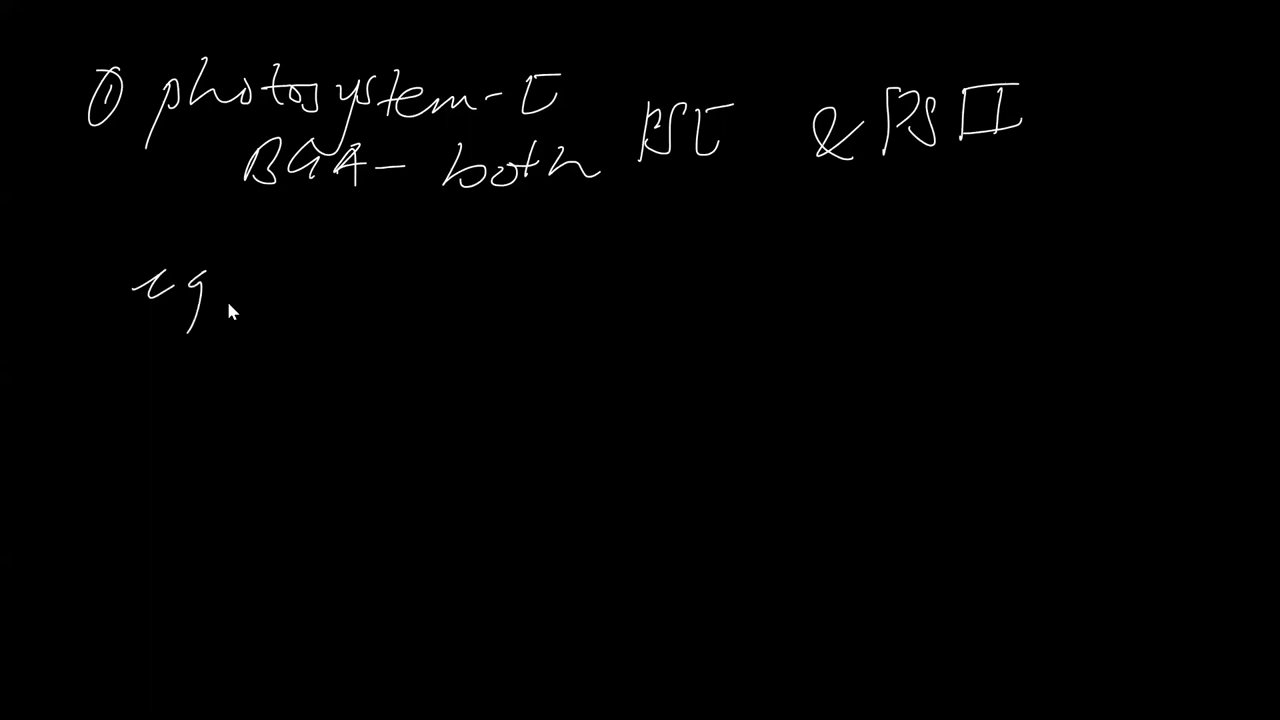 ① photosystem-I
BGA- both PSI & PSII
eg.